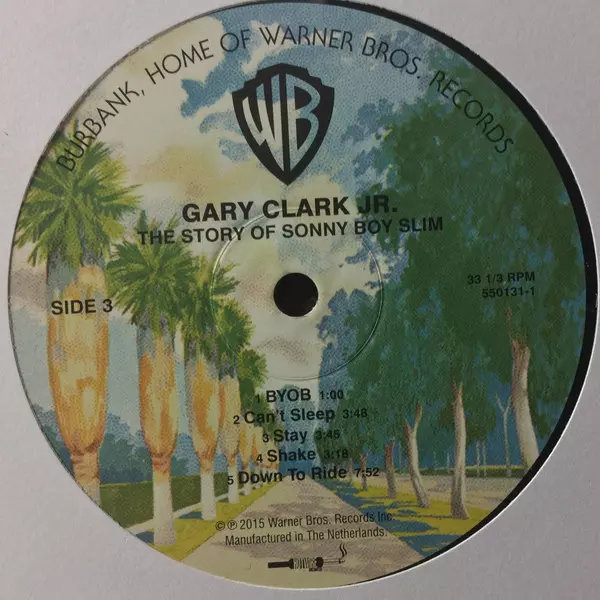 BURBANK, HOME OF WARNER BROS. RECORDS
WB
GARY CLARK JR.
THE STORY OF SONNY BOY SLIM
SIDE 3
33 1/3 RPM
550131-1
1 BYOB 1:00
2 Can't Sleep 3:48
3 Stay 3:45
4 Shake 3:18
5 Down To Ride 7:52
© ℗ 2015 Warner Bros. Records Inc.
Manufactured in The Netherlands.